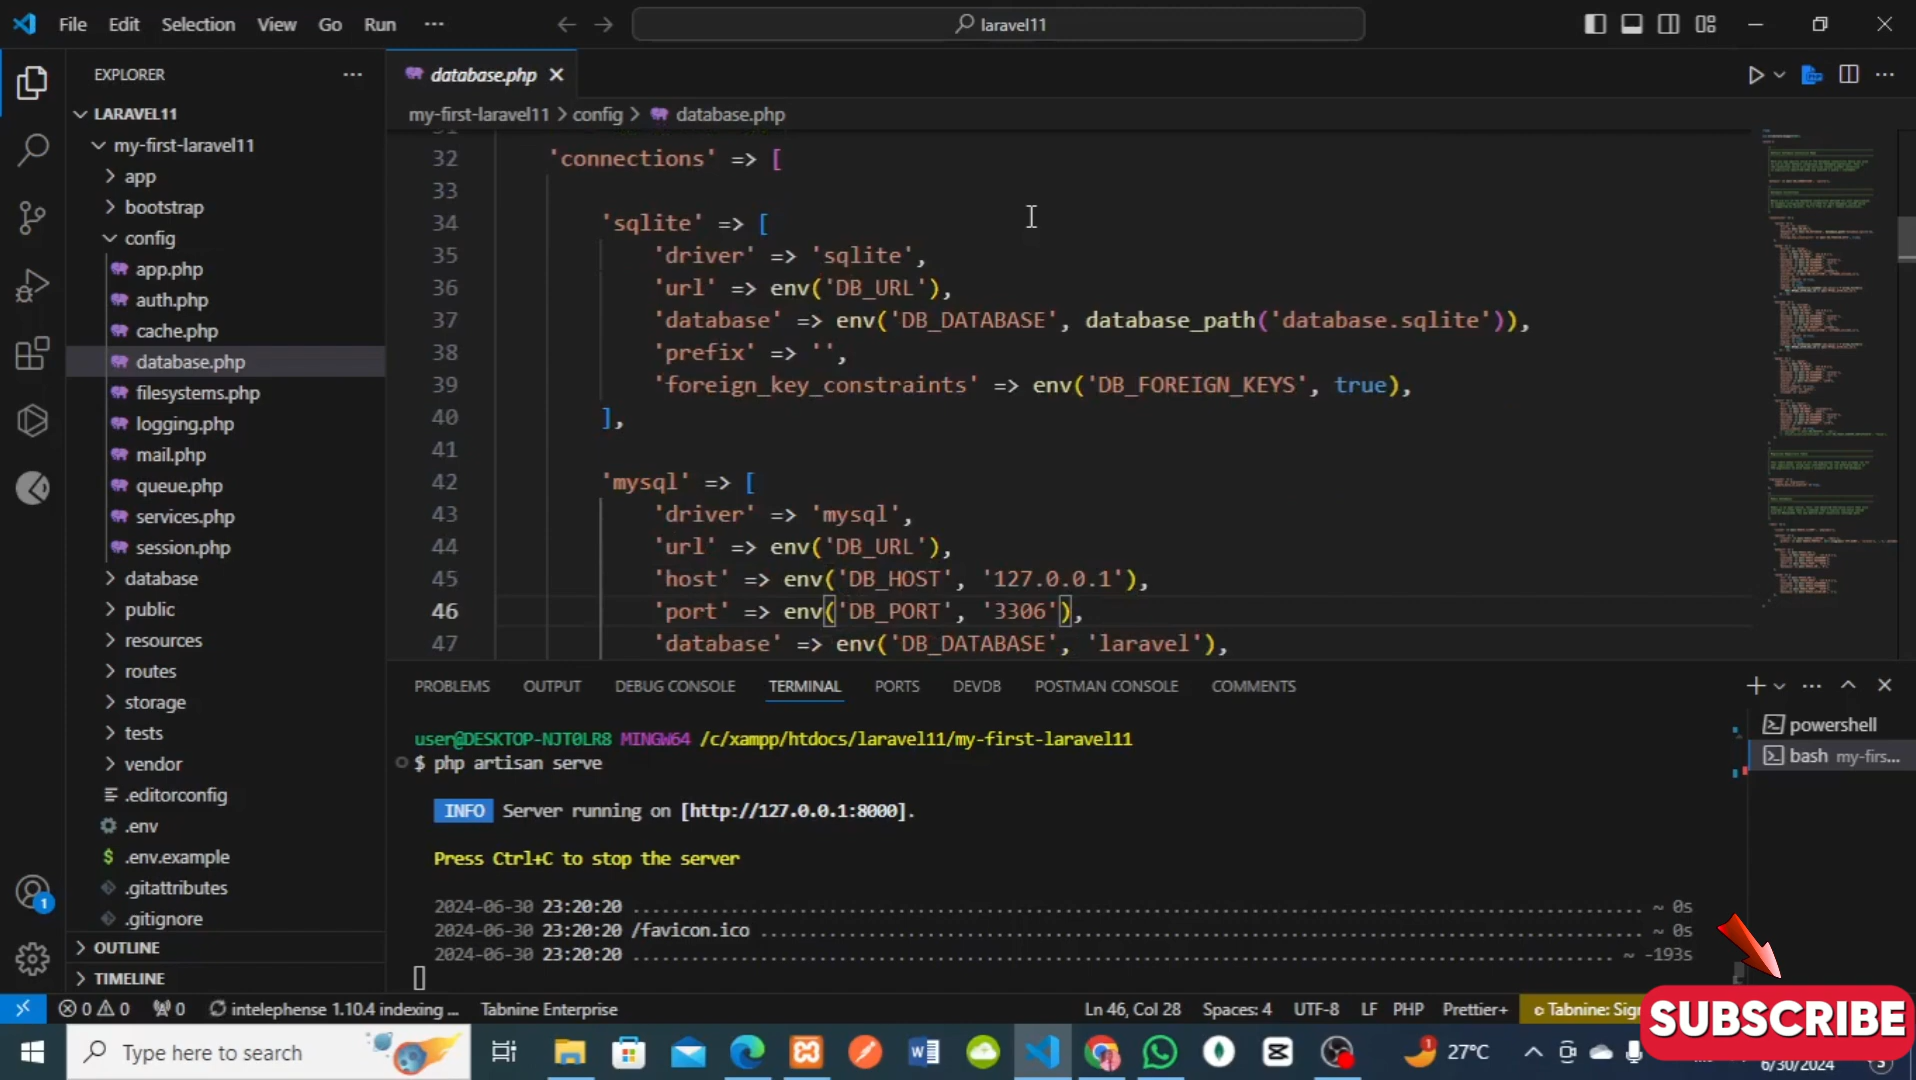 File Edit Selection View Go Run ···
laravel11
EXPLORER ···
LARAVEL11
my-first-laravel11
app
bootstrap
config
app.php
auth.php
cache.php
database.php
filesystems.php
logging.php
mail.php
queue.php
services.php
session.php
database
public
resources
routes
storage
tests
vendor
.editorconfig
.env
.env.example
.gitattributes
.gitignore
OUTLINE
TIMELINE
database.php
my-first-laravel11 > config > database.php
32 'connections' => [
33
34 'sqlite' => [
35 'driver' => 'sqlite',
36 'url' => env('DB_URL'),
37 'database' => env('DB_DATABASE', database_path('database.sqlite')),
38 'prefix' => '',
39 'foreign_key_constraints' => env('DB_FOREIGN_KEYS', true),
40 ],
41
42 'mysql' => [
43 'driver' => 'mysql',
44 'url' => env('DB_URL'),
45 'host' => env('DB_HOST', '127.0.0.1'),
46 'port' => env('DB_PORT', '3306'),
47 'database' => env('DB_DATABASE', 'laravel'),
PROBLEMS OUTPUT DEBUG CONSOLE TERMINAL PORTS DEVDB POSTMAN CONSOLE COMMENTS
user@DESKTOP-NJT0LR8 MINGW64 /c/xampp/htdocs/laravel11/my-first-laravel11
$ php artisan serve
INFO Server running on [http://127.0.0.1:8000].
Press Ctrl+C to stop the server
2024-06-30 23:20:20 ........ ~ 0s
2024-06-30 23:20:20 /favicon.ico ........ ~ 0s
2024-06-30 23:20:20 ........ ~ -193s
powershell
bash my-firs...
0 0 0 intelephense 1.10.4 indexing ... Tabnine Enterprise Ln 46, Col 28 Spaces: 4 UTF-8 LF PHP Prettier+ Tabnine: Sig
1
SUBSCRIBE
Type here to search
27°C
6/30/2024